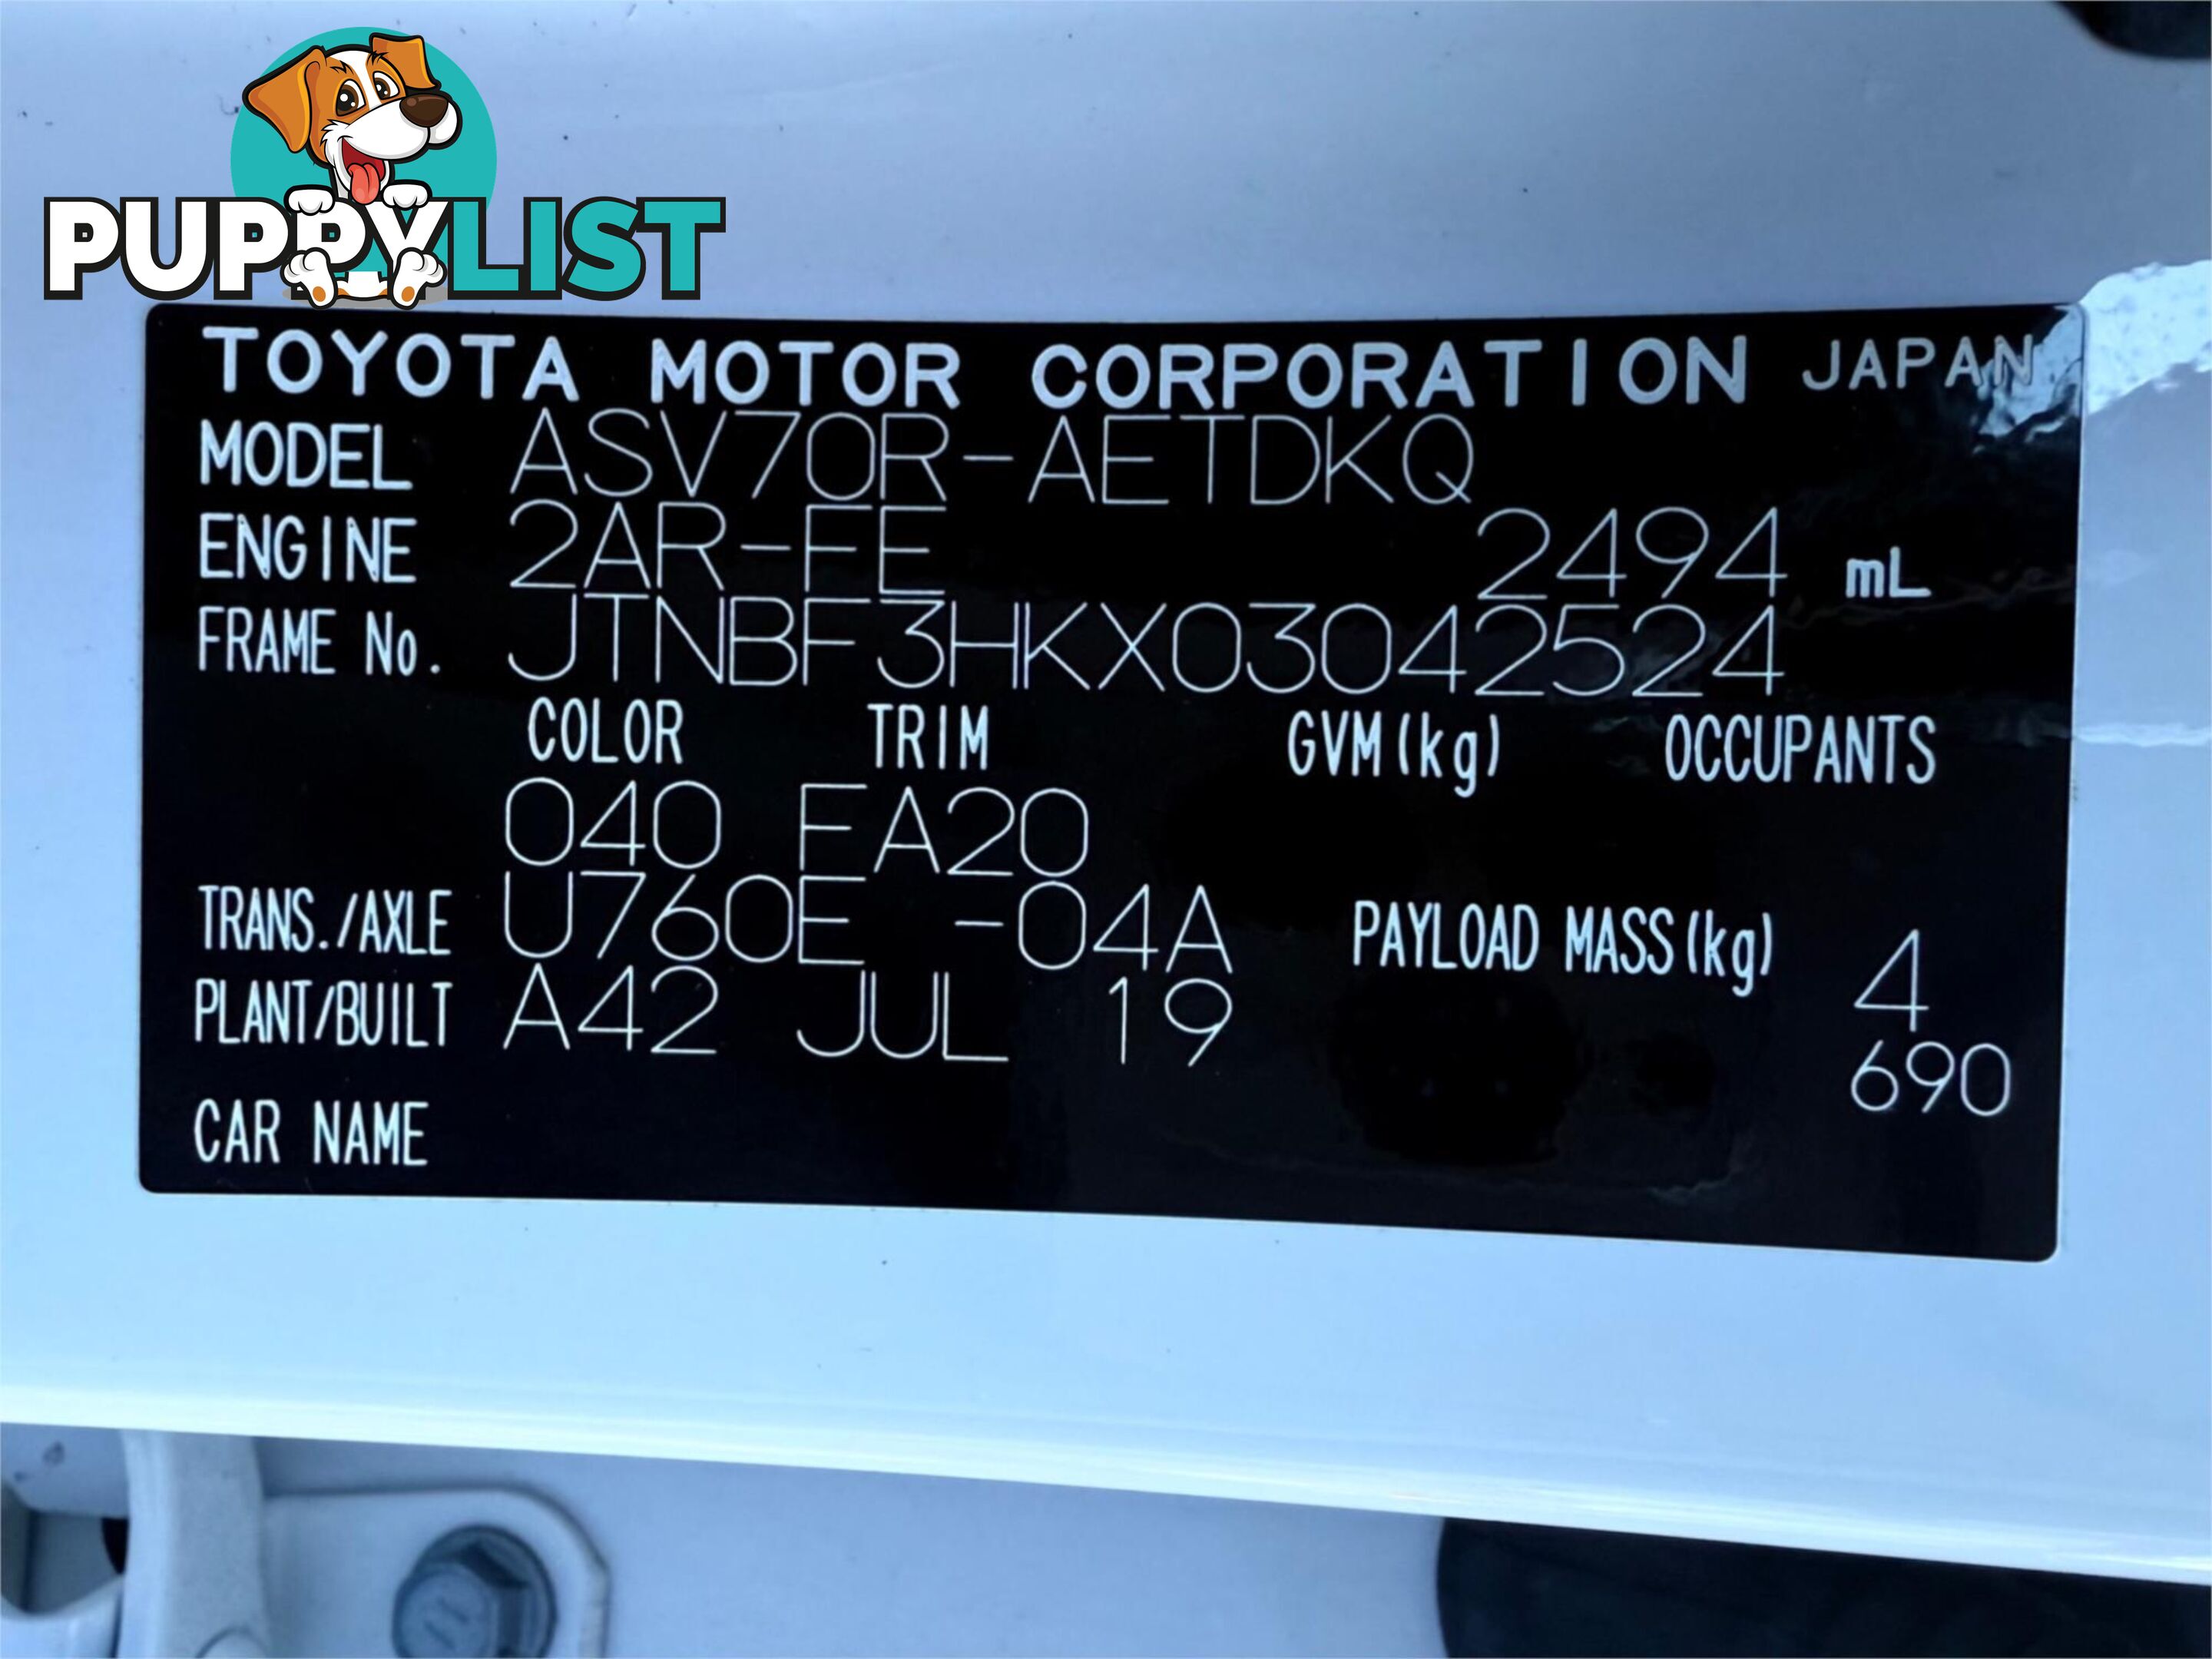 PUPPYLIST
TOYOTA MOTOR CORPORATION JAPAN
MODEL ASV70R-AETDKQ
ENGINE 2AR-FE 2494 mL
FRAME No. JTNBF3HKX03042524
COLOR TRIM GVM(kg) OCCUPANTS
040 FA20
TRANS./AXLE U760E -04A PAYLOAD MASS(kg) 4
PLANT/BUILT A42 JUL 19 690
CAR NAME